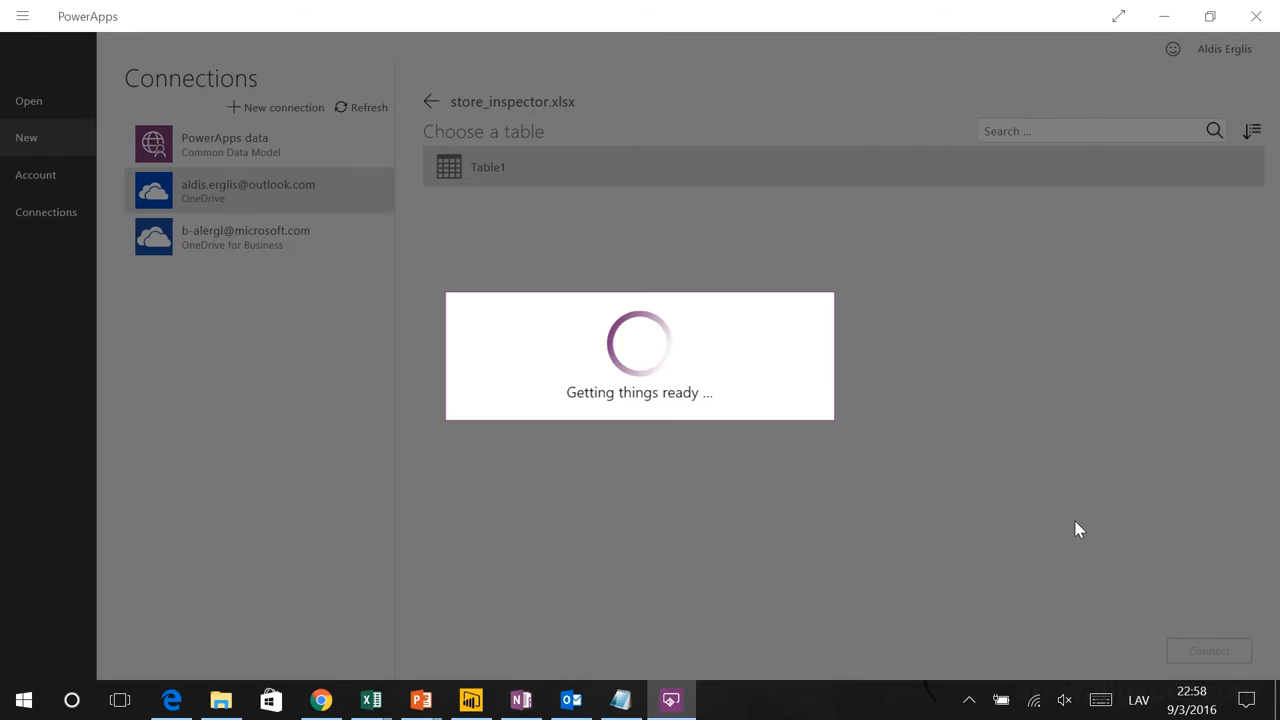 PowerApps
Aldis Erglis
Open
New
Account
Connections
Connections
New connection
Refresh
PowerApps data
Common Data Model
aldis.erglis@outlook.com
OneDrive
b-alergl@microsoft.com
OneDrive for Business
store_inspector.xlsx
Choose a table
Search ...
Table1
Getting things ready ...
Connect
LAV
22:58
9/3/2016